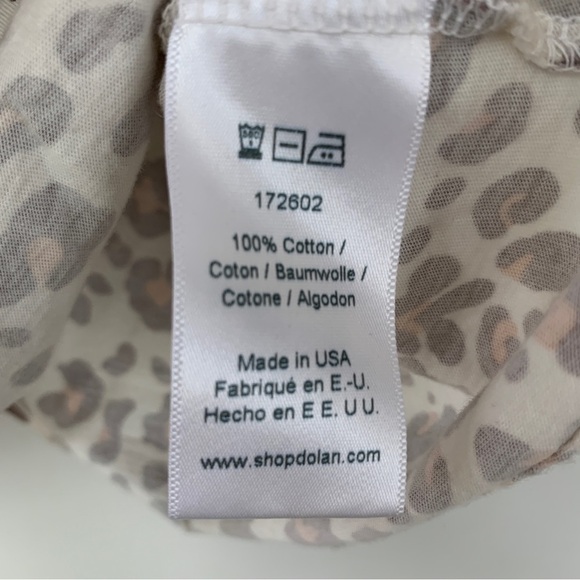 172602
100% Cotton /
Coton / Baumwolle /
Cotone / Algodon
Made in USA
Fabriqué en E.-U.
Hecho en E E. U U.
www.shopdolan.com